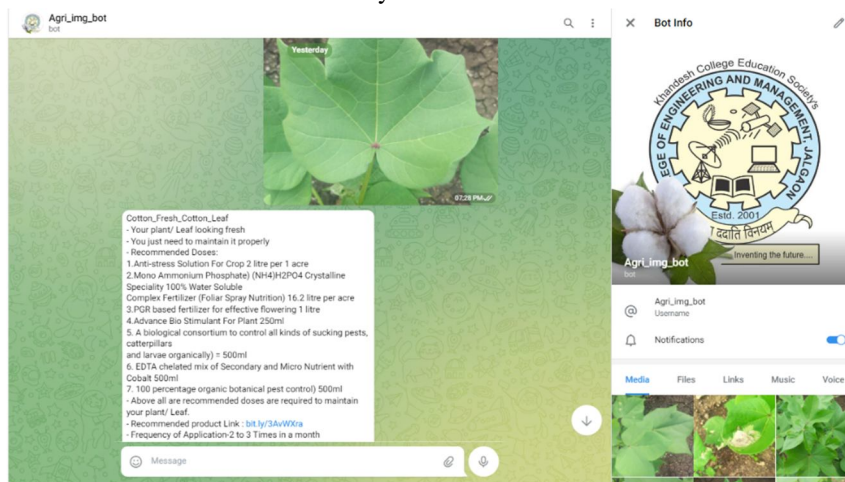 Agri_img_bot
bot
Yesterday
07:28 PM
Cotton_Fresh_Cotton_Leaf
- Your plant/ Leaf looking fresh
- You just need to maintain it properly
- Recommended Doses:
1.Anti-stress Solution For Crop 2 litre per 1 acre
2.Mono Ammonium Phosphate) (NH4)H2PO4 Crystalline
Speciality 100% Water Soluble
Complex Fertilizer (Foliar Spray Nutrition) 16.2 litre per acre
3.PGR based fertilizer for effective flowering 1 litre
4.Advance Bio Stimulant For Plant 250ml
5. A biological consortium to control all kinds of sucking pests,
catterpillars
and larvae organically) = 500ml
6. EDTA chelated mix of Secondary and Micro Nutrient with
Cobalt 500ml
7. 100 percentage organic botanical pest control) 500ml
- Above all are recommended doses are required to maintain
your plant/ Leaf.
- Recommended product Link : bit.ly/3AvWXra
- Frequency of Application-2 to 3 Times in a month
Message
Bot Info
Khandesh College Education Society's
EGE OF ENGINEERING AND MANAGEMENT, JALGAON
Estd. 2001
ददाति विनयम्
Inventing the future....
Agri_img_bot
bot
Agri_img_bot
Username
Notifications
Media Files Links Music Voice